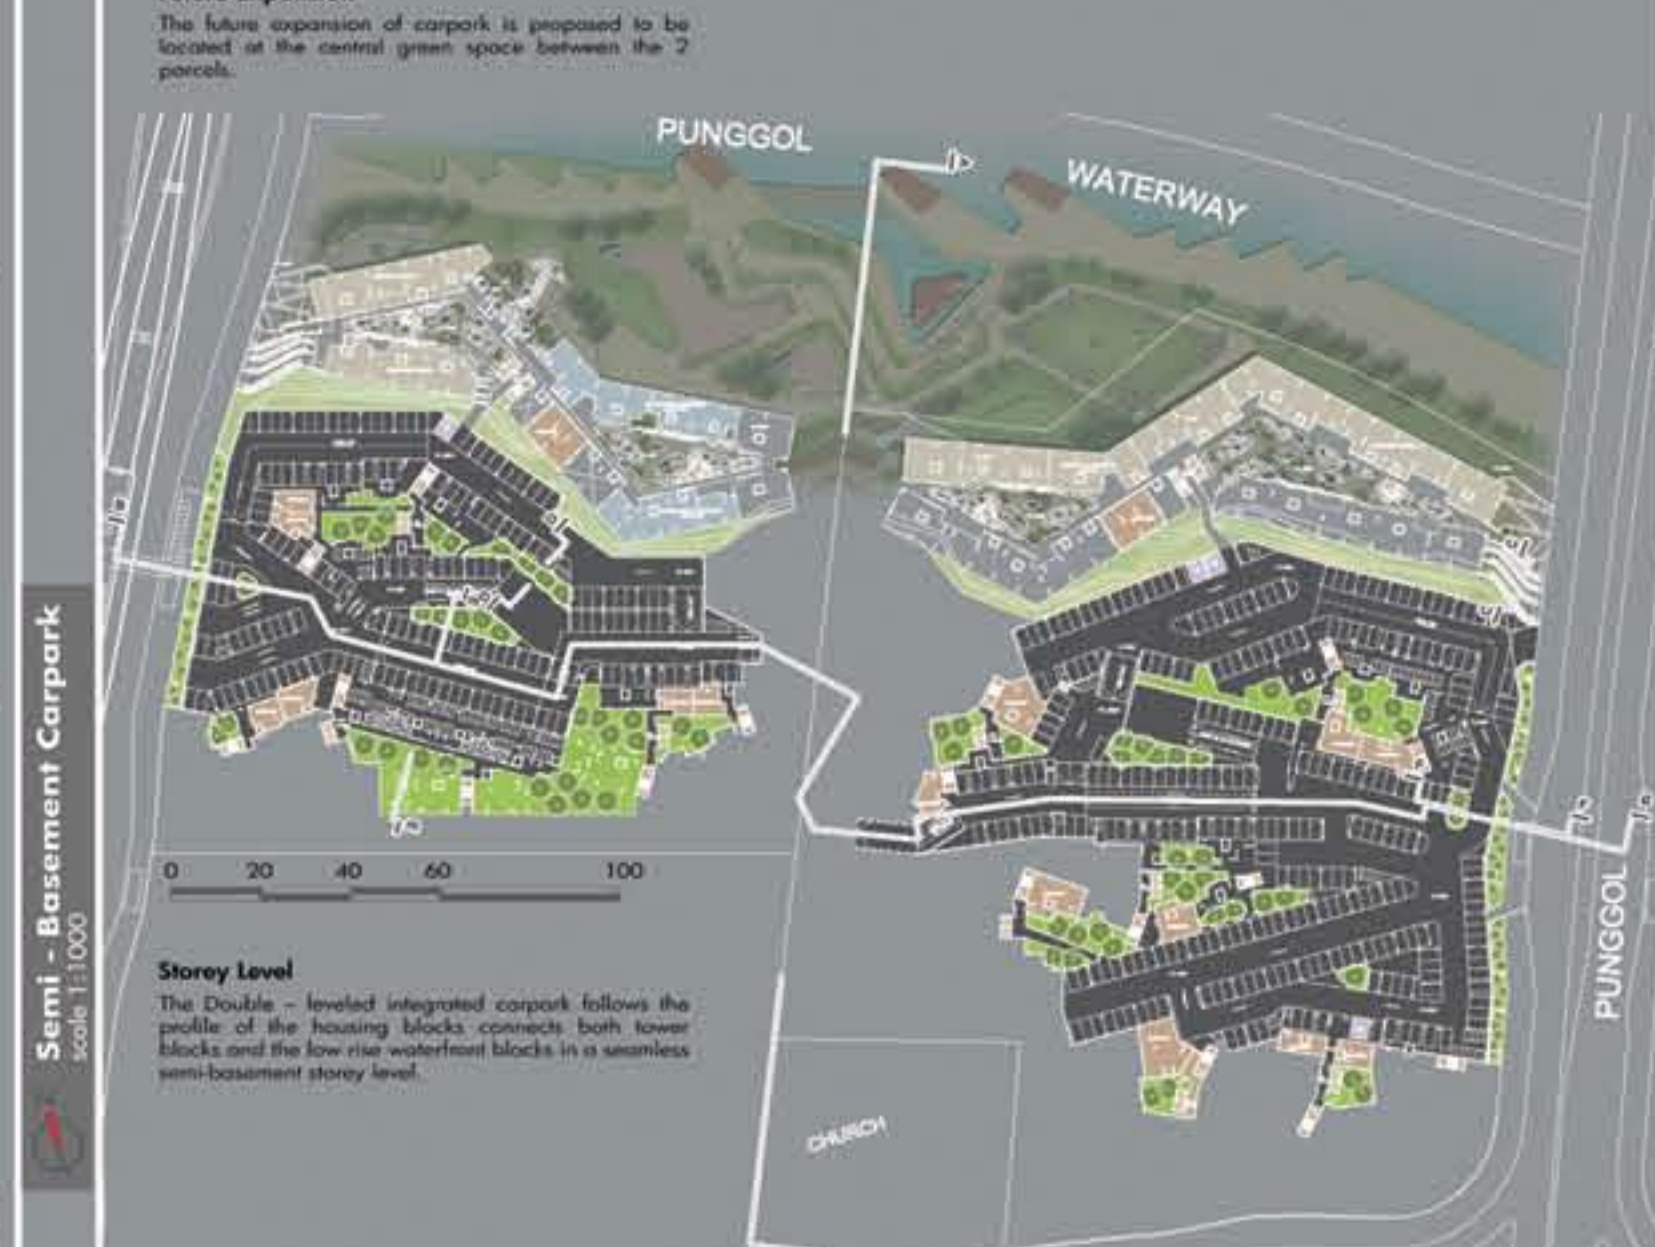 The future expansion of carpark is proposed to be
located at the central green space between the 2
parcels.
PUNGGOL
WATERWAY
Semi - Basement Carpark
scale 1:1000
0 20 40 60 100
Storey Level
The Double – leveled integrated carpark follows the
profile of the housing blocks connects both tower
blocks and the low rise waterfront blocks in a seamless
semi-basement storey level.
CHURCH
PUNGGOL